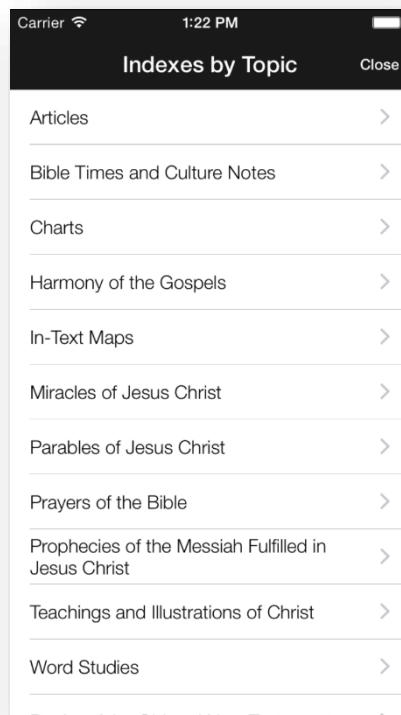 Carrier 1:22 PM
Indexes by Topic Close
Articles
Bible Times and Culture Notes
Charts
Harmony of the Gospels
In-Text Maps
Miracles of Jesus Christ
Parables of Jesus Christ
Prayers of the Bible
Prophecies of the Messiah Fulfilled in
Jesus Christ
Teachings and Illustrations of Christ
Word Studies